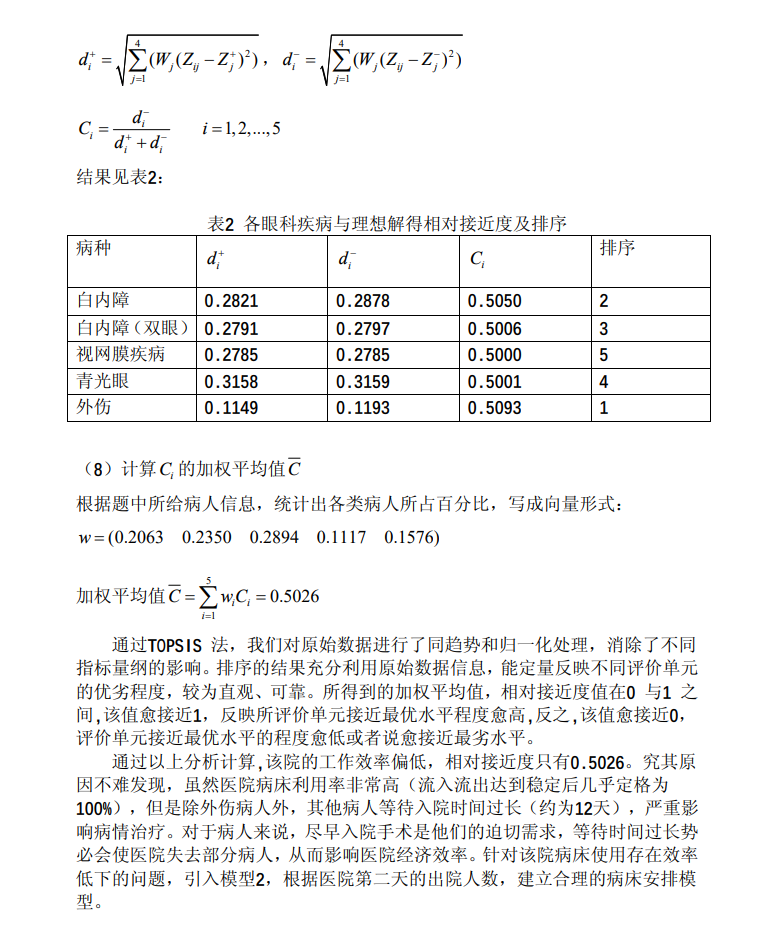 $d_i^+ = \sqrt{\sum_{j=1}^{4}(W_j(Z_{ij}-Z_j^+)^2)}$，$d_i^- = \sqrt{\sum_{j=1}^{4}(W_j(Z_{ij}-Z_j^-)^2)}$
$C_i = \frac{d_i^-}{d_i^+ + d_i^-}$　$i=1,2,...,5$
结果见表2：
表2 各眼科疾病与理想解得相对接近度及排序
病种 $d_i^+$ $d_i^-$ $C_i$ 排序
白内障 0.2821 0.2878 0.5050 2
白内障（双眼） 0.2791 0.2797 0.5006 3
视网膜疾病 0.2785 0.2785 0.5000 5
青光眼 0.3158 0.3159 0.5001 4
外伤 0.1149 0.1193 0.5093 1
（8）计算$C_i$的加权平均值$\overline{C}$
根据题中所给病人信息，统计出各类病人所占百分比，写成向量形式：
w = (0.2063 0.2350 0.2894 0.1117 0.1576)
加权平均值$\overline{C} = \sum_{i=1}^{5} w_i C_i = 0.5026$
通过TOPSIS 法，我们对原始数据进行了同趋势和归一化处理，消除了不同
指标量纲的影响。排序的结果充分利用原始数据信息，能定量反映不同评价单元
的优劣程度，较为直观、可靠。所得到的加权平均值，相对接近度值在0 与1 之
间,该值愈接近1，反映所评价单元接近最优水平程度愈高,反之,该值愈接近0，
评价单元接近最优水平的程度愈低或者说愈接近最劣水平。
通过以上分析计算,该院的工作效率偏低，相对接近度只有0.5026。究其原
因不难发现，虽然医院病床利用率非常高（流入流出达到稳定后几乎定格为
100%），但是除外伤病人外，其他病人等待入院时间过长（约为12天），严重影
响病情治疗。对于病人来说，尽早入院手术是他们的迫切需求，等待时间过长势
必会使医院失去部分病人，从而影响医院经济效率。针对该院病床使用存在效率
低下的问题，引入模型2，根据医院第二天的出院人数，建立合理的病床安排模
型。